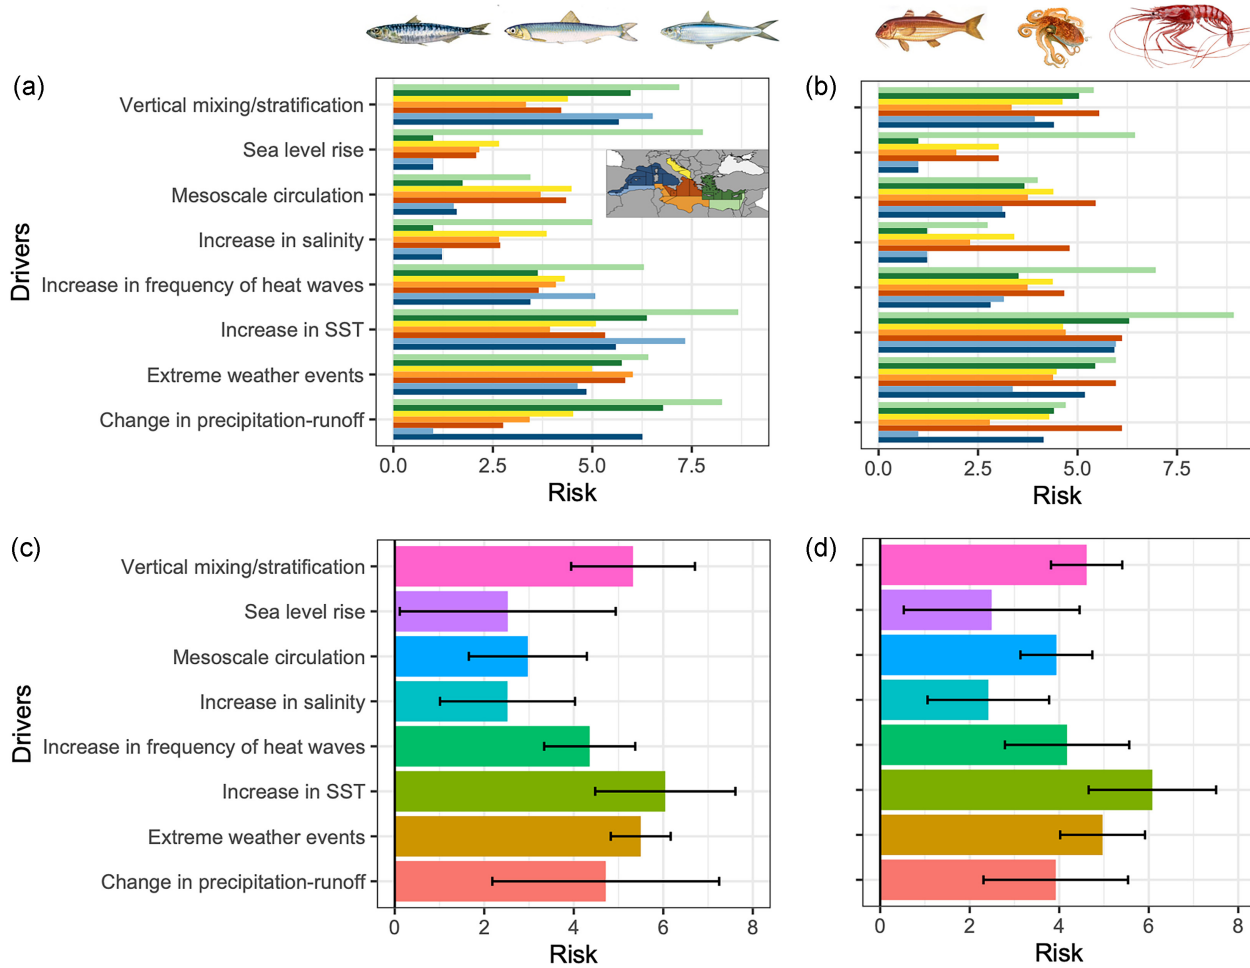 (a)
(b)
Drivers
Vertical mixing/stratification
Sea level rise
Mesoscale circulation
Increase in salinity
Increase in frequency of heat waves
Increase in SST
Extreme weather events
Change in precipitation-runoff
0.0 2.5 5.0 7.5
Risk
0.0 2.5 5.0 7.5
Risk
(c)
(d)
Drivers
Vertical mixing/stratification
Sea level rise
Mesoscale circulation
Increase in salinity
Increase in frequency of heat waves
Increase in SST
Extreme weather events
Change in precipitation-runoff
0 2 4 6 8
Risk
0 2 4 6 8
Risk